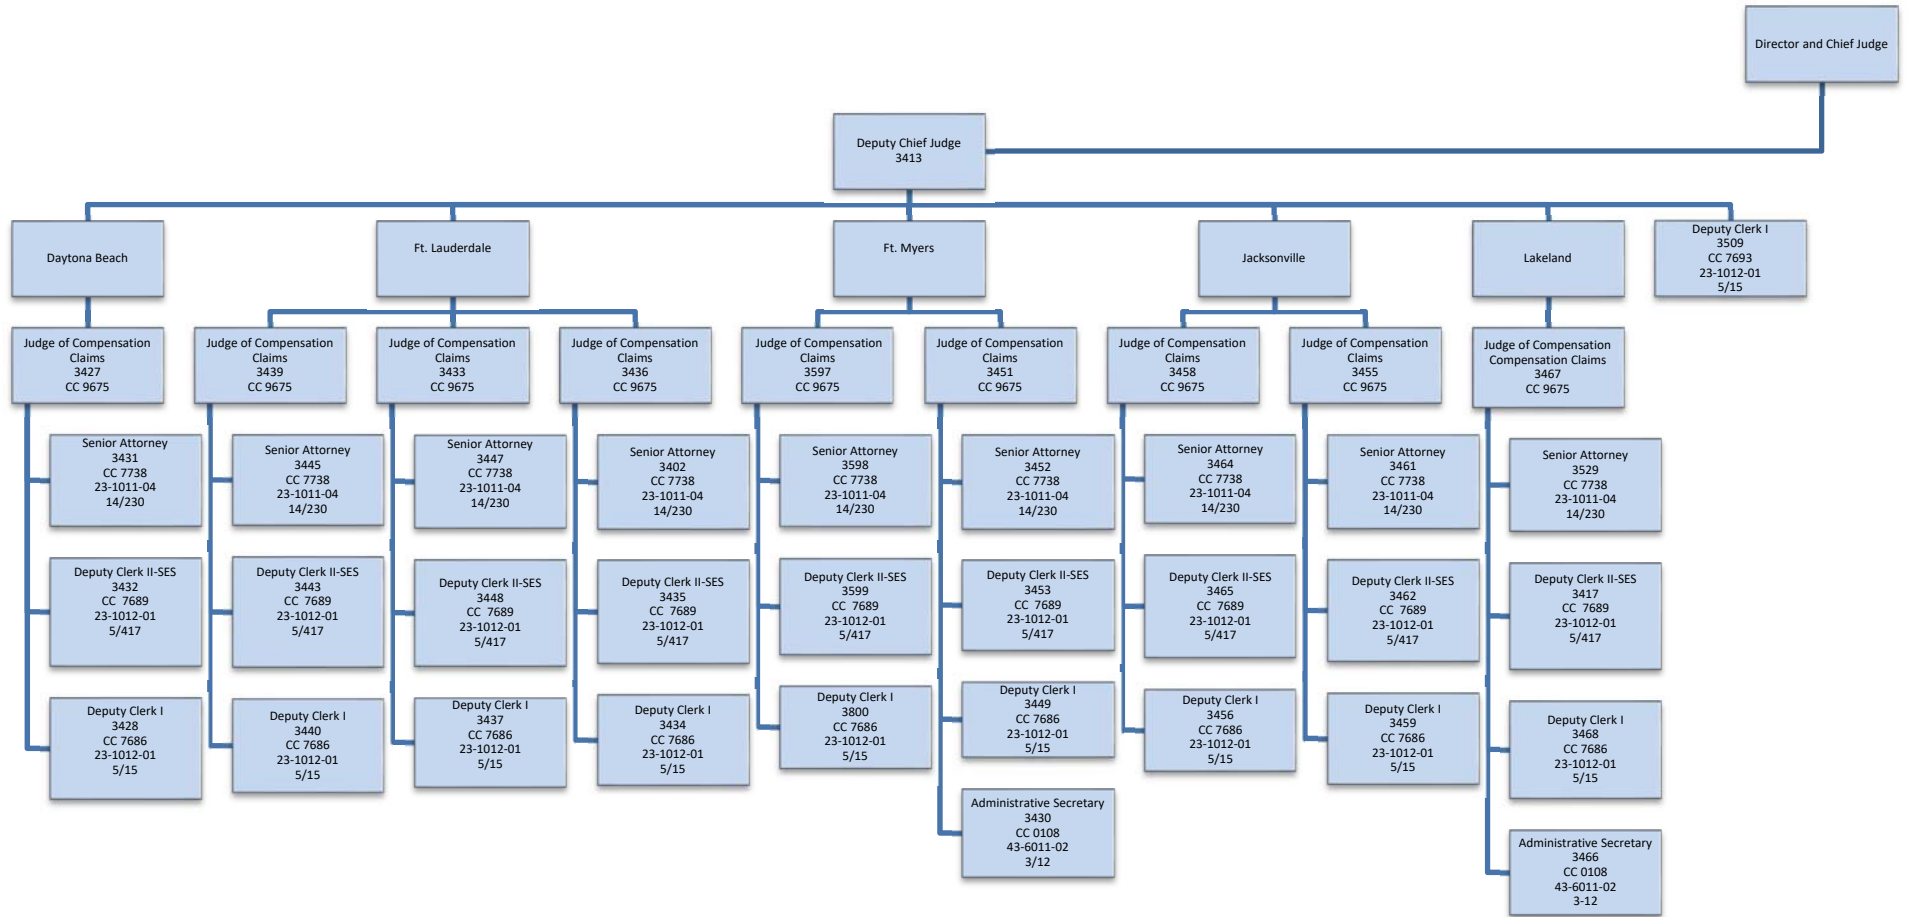 Director and Chief Judge
Deputy Chief Judge
3413
Daytona Beach
Ft. Lauderdale
Ft. Myers
Jacksonville
Lakeland
Deputy Clerk I
3509
CC 7693
23-1012-01
5/15
Judge of Compensation
Claims
3427
CC 9675
Judge of Compensation
Claims
3439
CC 9675
Judge of Compensation
Claims
3433
CC 9675
Judge of Compensation
Claims
3436
CC 9675
Judge of Compensation
Claims
3597
CC 9675
Judge of Compensation
Claims
3451
CC 9675
Judge of Compensation
Claims
3458
CC 9675
Judge of Compensation
Claims
3455
CC 9675
Judge of Compensation
Compensation Claims
3467
CC 9675
Senior Attorney
3431
CC 7738
23-1011-04
14/230
Senior Attorney
3445
CC 7738
23-1011-04
14/230
Senior Attorney
3447
CC 7738
23-1011-04
14/230
Senior Attorney
3402
CC 7738
23-1011-04
14/230
Senior Attorney
3598
CC 7738
23-1011-04
14/230
Senior Attorney
3452
CC 7738
23-1011-04
14/230
Senior Attorney
3464
CC 7738
23-1011-04
14/230
Senior Attorney
3461
CC 7738
23-1011-04
14/230
Senior Attorney
3529
CC 7738
23-1011-04
14/230
Deputy Clerk II-SES
3432
CC 7689
23-1012-01
5/417
Deputy Clerk II-SES
3443
CC 7689
23-1012-01
5/417
Deputy Clerk II-SES
3448
CC 7689
23-1012-01
5/417
Deputy Clerk II-SES
3435
CC 7689
23-1012-01
5/417
Deputy Clerk II-SES
3599
CC 7689
23-1012-01
5/417
Deputy Clerk II-SES
3453
CC 7689
23-1012-01
5/417
Deputy Clerk II-SES
3465
CC 7689
23-1012-01
5/417
Deputy Clerk II-SES
3462
CC 7689
23-1012-01
5/417
Deputy Clerk II-SES
3417
CC 7689
23-1012-01
5/417
Deputy Clerk I
3428
CC 7686
23-1012-01
5/15
Deputy Clerk I
3440
CC 7686
23-1012-01
5/15
Deputy Clerk I
3437
CC 7686
23-1012-01
5/15
Deputy Clerk I
3434
CC 7686
23-1012-01
5/15
Deputy Clerk I
3800
CC 7686
23-1012-01
5/15
Deputy Clerk I
3449
CC 7686
23-1012-01
5/15
Deputy Clerk I
3456
CC 7686
23-1012-01
5/15
Deputy Clerk I
3459
CC 7686
23-1012-01
5/15
Deputy Clerk I
3468
CC 7686
23-1012-01
5/15
Administrative Secretary
3430
CC 0108
43-6011-02
3/12
Administrative Secretary
3466
CC 0108
43-6011-02
3-12